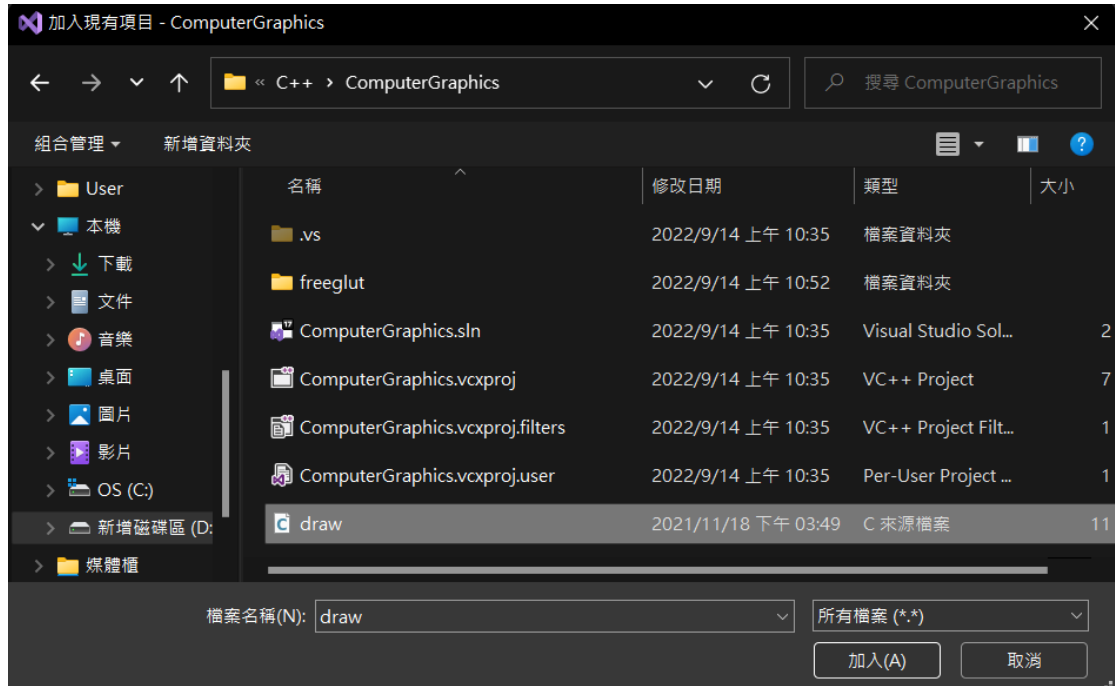 加入現有項目 - ComputerGraphics
« C++ › ComputerGraphics
搜尋 ComputerGraphics
組合管理 新增資料夾
名稱 修改日期 類型 大小
User
本機
下載
文件
音樂
桌面
圖片
影片
OS (C:)
新增磁碟區 (D:
媒體櫃
.vs 2022/9/14 上午 10:35 檔案資料夾
freeglut 2022/9/14 上午 10:52 檔案資料夾
ComputerGraphics.sln 2022/9/14 上午 10:35 Visual Studio Sol... 2
ComputerGraphics.vcxproj 2022/9/14 上午 10:35 VC++ Project 7
ComputerGraphics.vcxproj.filters 2022/9/14 上午 10:35 VC++ Project Filt... 1
ComputerGraphics.vcxproj.user 2022/9/14 上午 10:35 Per-User Project ... 1
draw 2021/11/18 下午 03:49 C 來源檔案 11
檔案名稱(N): draw 所有檔案 (*.*)
加入(A) 取消